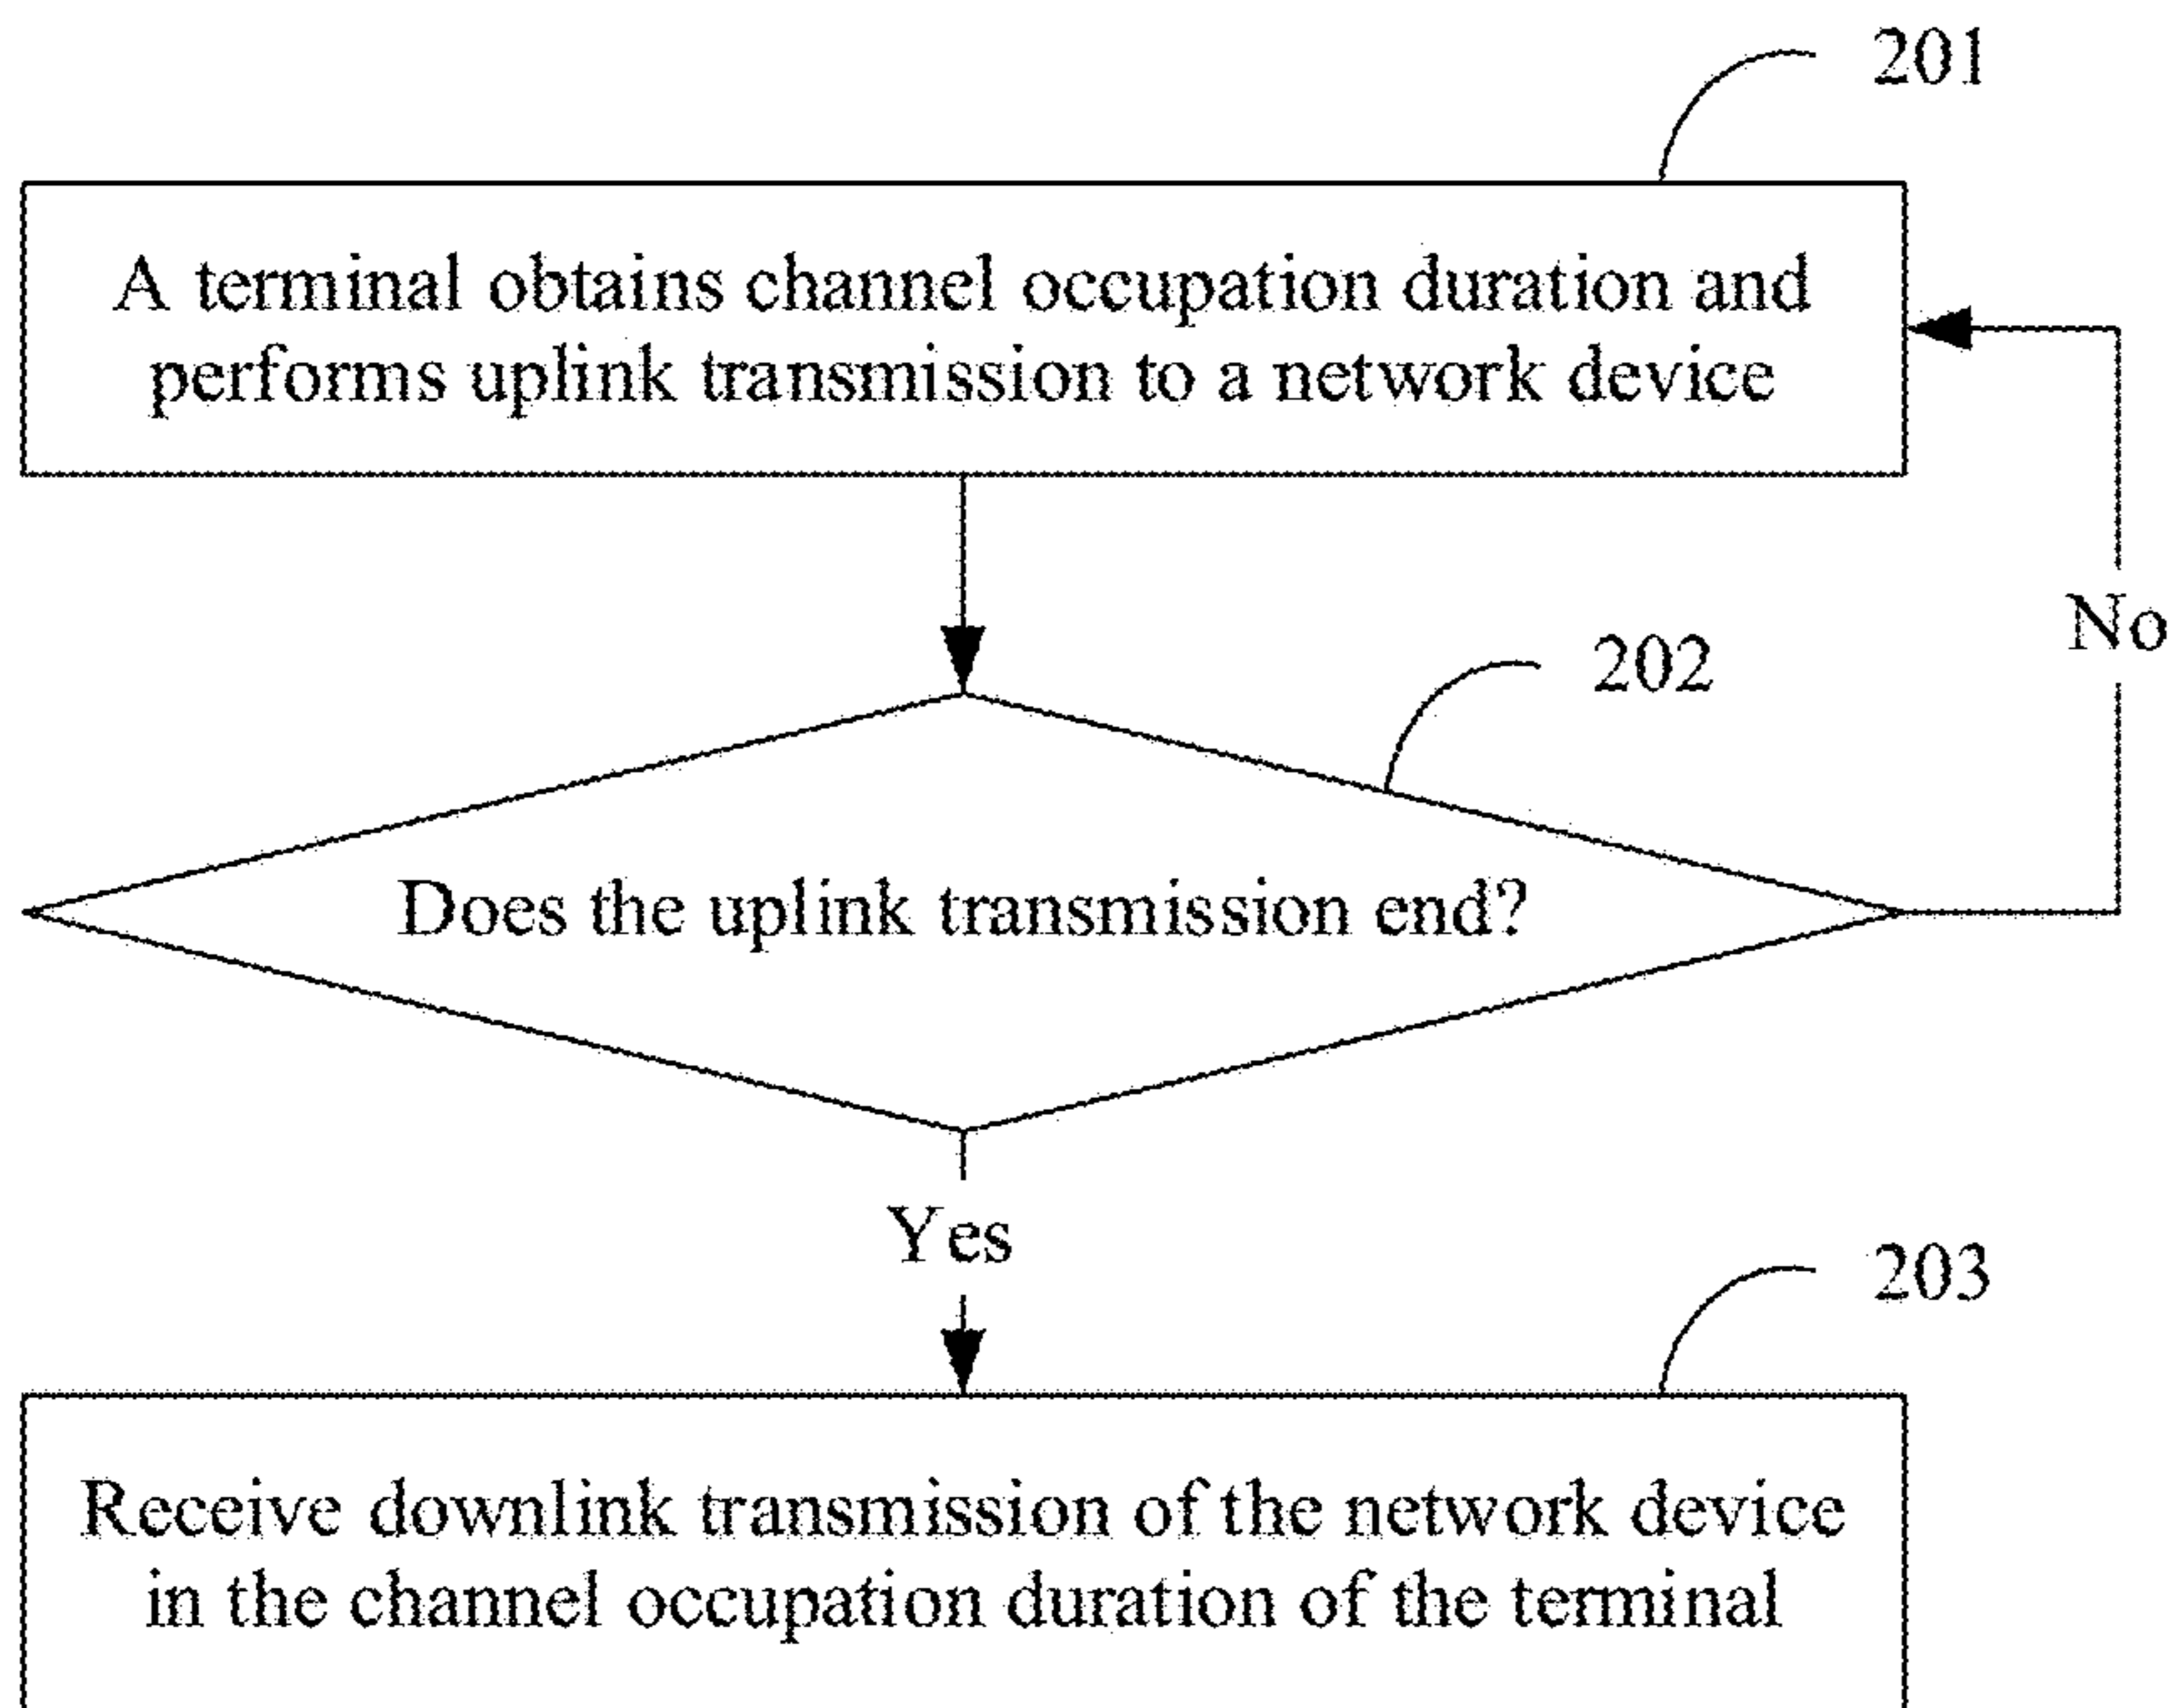 201
A terminal obtains channel occupation duration and
performs uplink transmission to a network device
No
202
Does the uplink transmission end?
Yes
203
Receive downlink transmission of the network device
in the channel occupation duration of the terminal